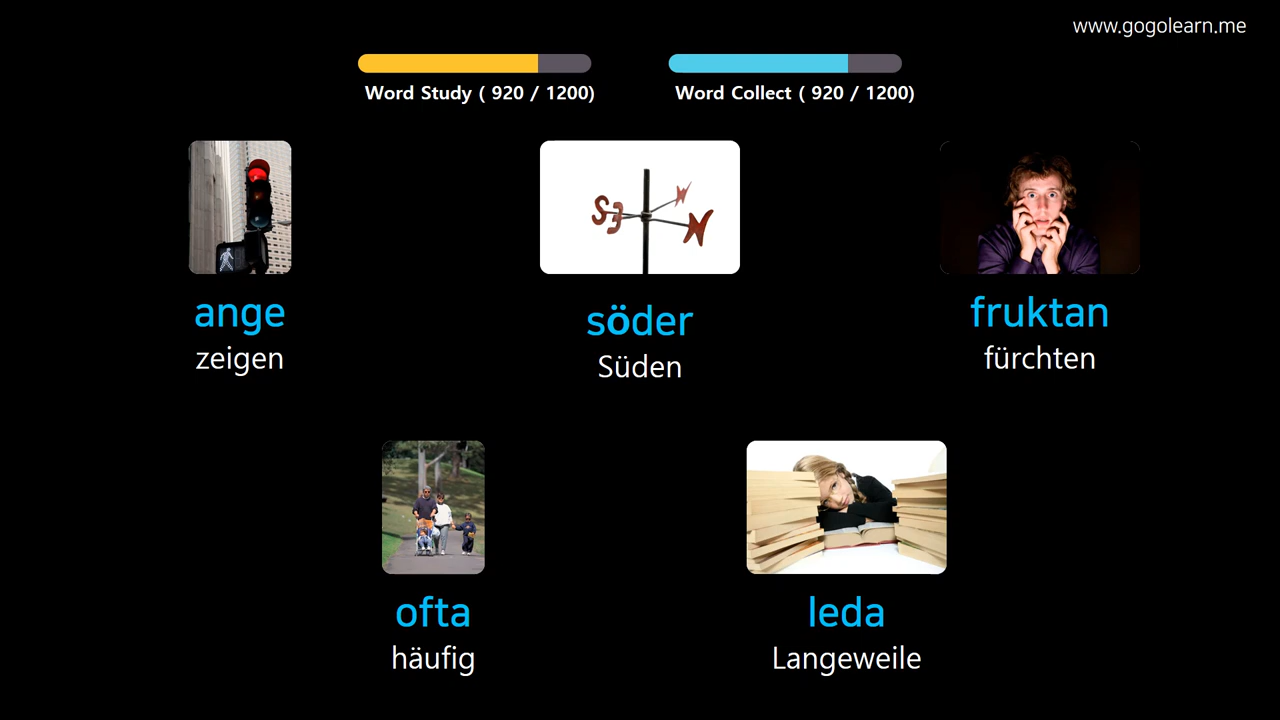 www.gogolearn.me
Word Study ( 920 / 1200)
Word Collect ( 920 / 1200)
ange
zeigen
söder
Süden
fruktan
fürchten
ofta
häufig
leda
Langeweile